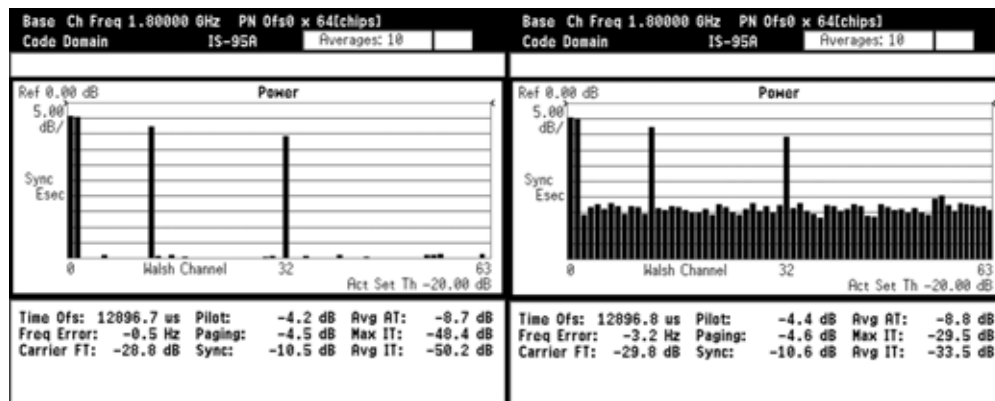 Base Ch Freq 1.80000 GHz PN Ofs0 x 64[chips]
Code Domain IS-95A Averages: 10
Ref 0.00 dB Power
5.00
dB/
Sync
Esec
0 Walsh Channel 32 63
Act Set Th -20.00 dB
Time Ofs: 12896.7 us Pilot: -4.2 dB Avg AT: -8.7 dB
Freq Error: -0.5 Hz Paging: -4.5 dB Max IT: -48.4 dB
Carrier FT: -28.8 dB Sync: -10.5 dB Avg IT: -50.2 dB
Base Ch Freq 1.80000 GHz PN Ofs0 x 64[chips]
Code Domain IS-95A Averages: 10
Ref 0.00 dB Power
5.00
dB/
Sync
Esec
0 Walsh Channel 32 63
Act Set Th -20.00 dB
Time Ofs: 12896.8 us Pilot: -4.4 dB Avg AT: -8.8 dB
Freq Error: -3.2 Hz Paging: -4.6 dB Max IT: -29.5 dB
Carrier FT: -29.8 dB Sync: -10.6 dB Avg IT: -33.5 dB